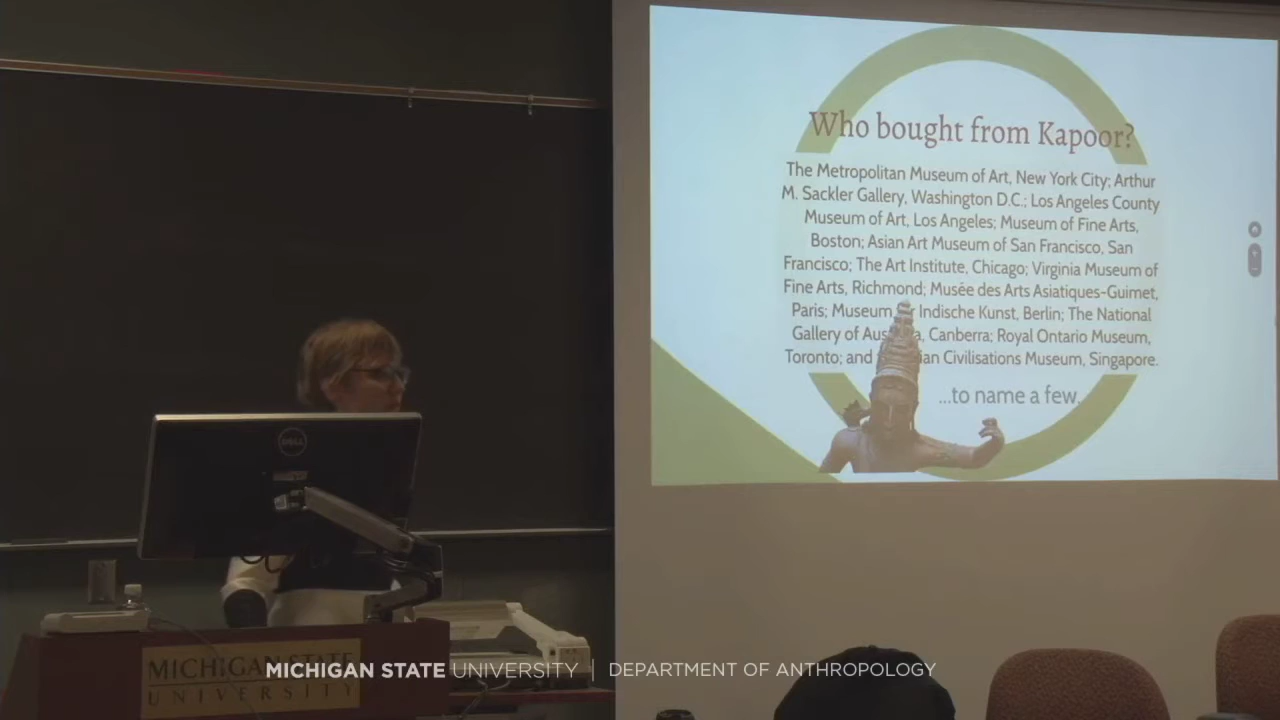 Who bought from Kapoor?
The Metropolitan Museum of Art, New York City; Arthur
M. Sackler Gallery, Washington D.C.; Los Angeles County
Museum of Art, Los Angeles; Museum of Fine Arts,
Boston; Asian Art Museum of San Francisco, San
Francisco; The Art Institute, Chicago; Virginia Museum of
Fine Arts, Richmond; Musée des Arts Asiatiques-Guimet,
Paris; Museum Indische Kunst, Berlin; The National
Gallery of Canberra; Royal Ontario Museum,
Toronto; and Civilisations Museum, Singapore.
...to name a few.
DELL
MICHIGAN STATE
UNIVERSITY
MICHIGAN STATE UNIVERSITY | DEPARTMENT OF ANTHROPOLOGY